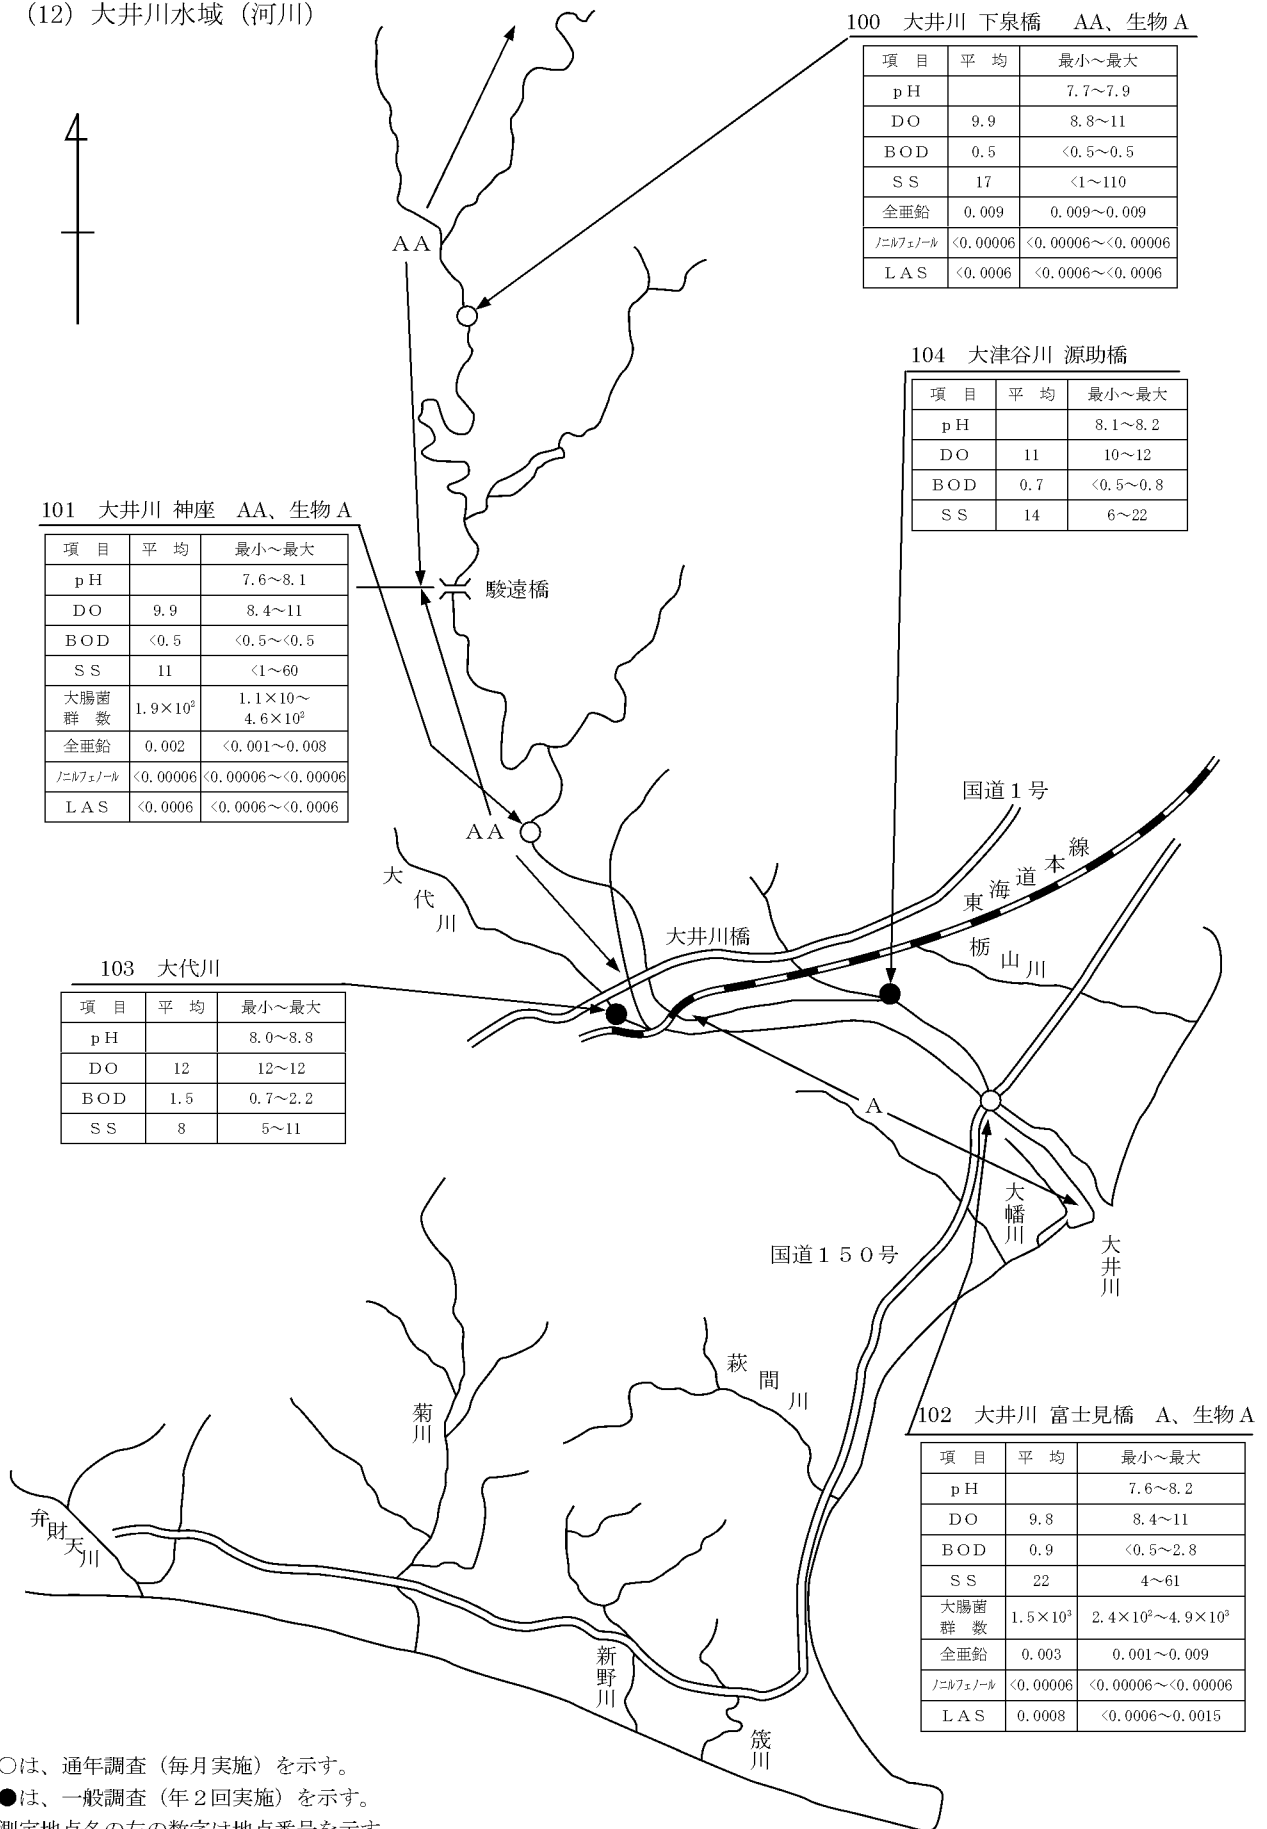 (12) 大井川水域（河川）
100 大井川 下泉橋 AA、生物A
項 目 平 均 最小～最大
pH 7.7～7.9
DO 9.9 8.8～11
BOD 0.5 <0.5～0.5
SS 17 <1～110
全亜鉛 0.009 0.009～0.009
ノニルフェノール <0.00006 <0.00006～<0.00006
LAS <0.0006 <0.0006～<0.0006
AA
104 大津谷川 源助橋
項 目 平 均 最小～最大
pH 8.1～8.2
DO 11 10～12
BOD 0.7 <0.5～0.8
SS 14 6～22
101 大井川 神座 AA、生物A
項 目 平 均 最小～最大
pH 7.6～8.1
DO 9.9 8.4～11
BOD <0.5 <0.5～<0.5
SS 11 <1～60
大腸菌群 数 1.9×10² 1.1×10～4.6×10²
全亜鉛 0.002 <0.001～0.008
ノニルフェノール <0.00006 <0.00006～<0.00006
LAS <0.0006 <0.0006～<0.0006
駿遠橋
AA
国道1号
東海道本線
大代川
大井川橋
栃山川
103 大代川
項 目 平 均 最小～最大
pH 8.0～8.8
DO 12 12～12
BOD 1.5 0.7～2.2
SS 8 5～11
A
大幡川
大井川
国道150号
萩間川
菊川
弁財天川
新野川
筬川
102 大井川 富士見橋 A、生物A
項 目 平 均 最小～最大
pH 7.6～8.2
DO 9.8 8.4～11
BOD 0.9 <0.5～2.8
SS 22 4～61
大腸菌群 数 1.5×10³ 2.4×10²～4.9×10³
全亜鉛 0.003 0.001～0.009
ノニルフェノール <0.00006 <0.00006～<0.00006
LAS 0.0008 <0.0006～0.0015
○は、通年調査（毎月実施）を示す。
●は、一般調査（年2回実施）を示す。
測定地点名の左の数字は地点番号を示す